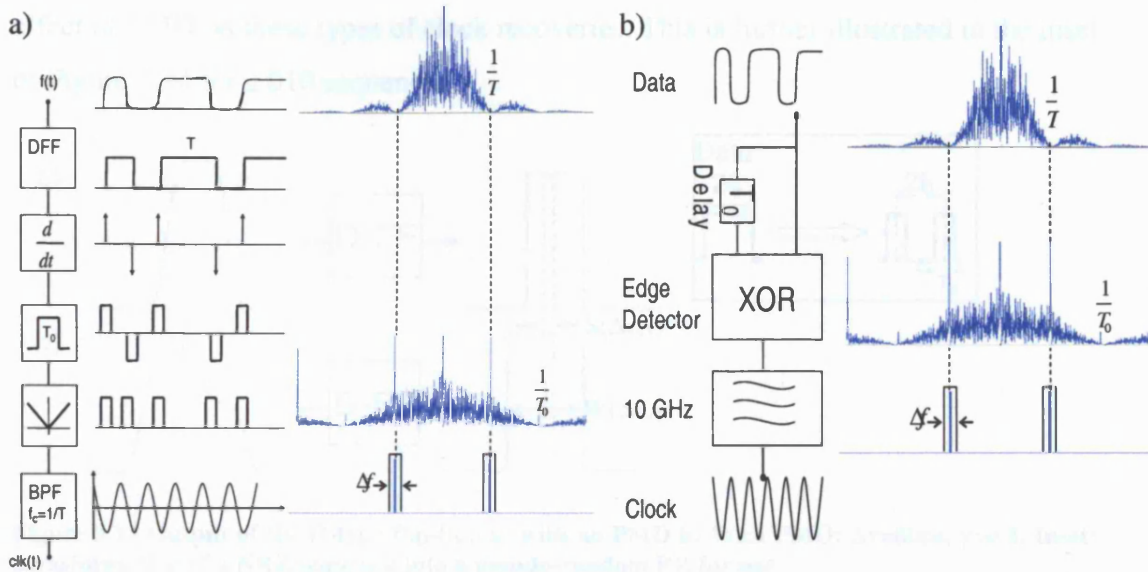 a)
f(t)
DFF
T
d
dt
T0
BPF
fc=1/T
clk(t)
1
T
1
T0
Δf
b)
Data
Delay
T0
XOR
Edge
Detector
10 GHz
Clock
1
T
1
T0
Δf